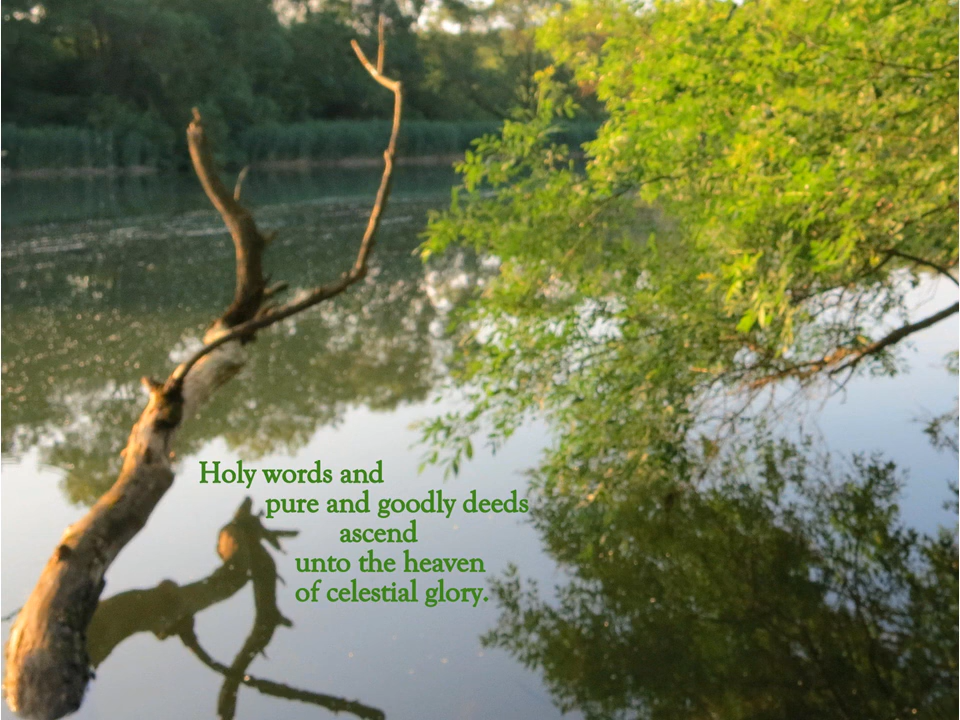 Holy words and
pure and goodly deeds
ascend
unto the heaven
of celestial glory.